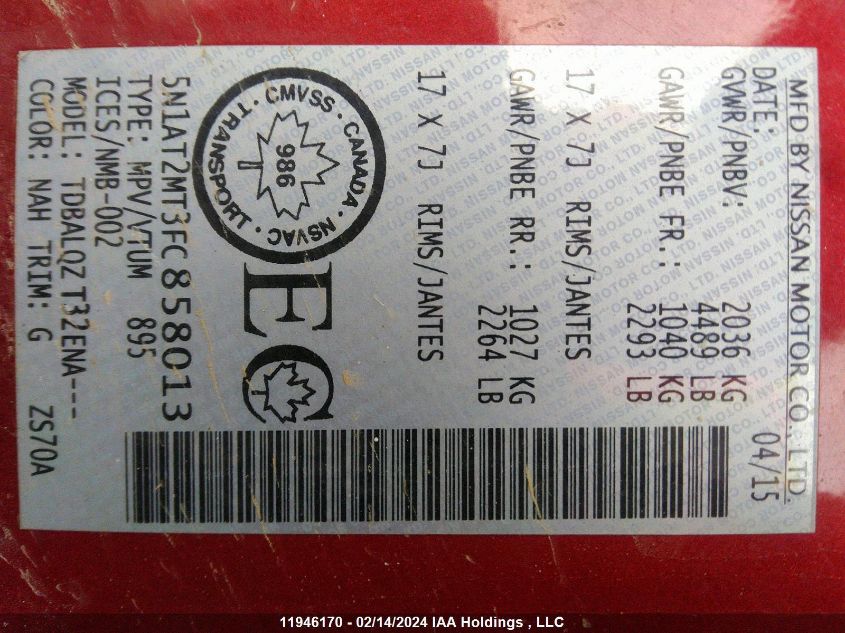 MFD BY NISSAN MOTOR CO., LTD.
DATE: 04/15
GVWR/PNBV: 2036 KG
4489 LB
GAWR/PNBE FR.: 1040 KG
2293 LB
17 X 7J RIMS/JANTES
GAWR/PNBE RR.: 1027 KG
2264 LB
17 X 7J RIMS/JANTES
CMVSS · CANADA · NSVAC · TRANSPORT ·
986
EC
T
5N1AT2MT3FC858013
ICES/NMB-002
TYPE: MPV/VTUM 895
MODEL: TDBALQZ T32ENA---
COLOR: NAH TRIM: G ZS70A
11946170 - 02/14/2024 IAA Holdings , LLC